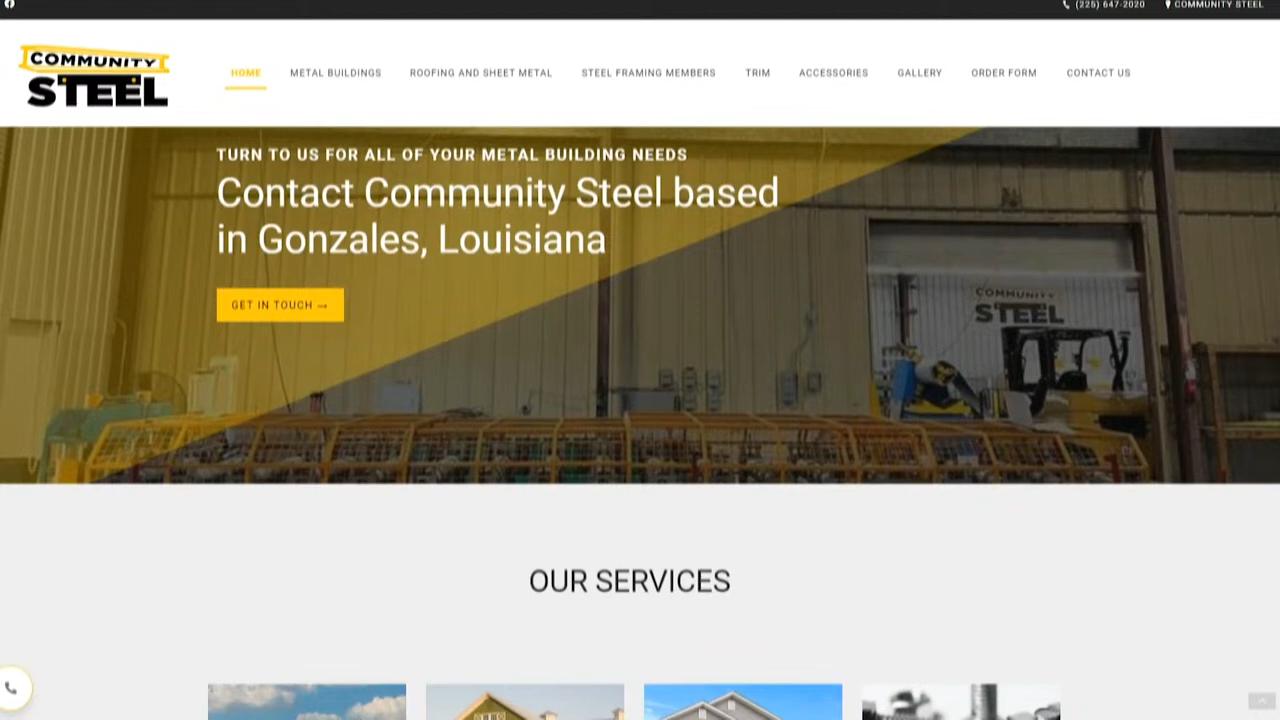 (225) 647-2020
COMMUNITY STEEL
COMMUNITY
STEEL
HOME
METAL BUILDINGS
ROOFING AND SHEET METAL
STEEL FRAMING MEMBERS
TRIM
ACCESSORIES
GALLERY
ORDER FORM
CONTACT US
TURN TO US FOR ALL OF YOUR METAL BUILDING NEEDS
Contact Community Steel based
in Gonzales, Louisiana
GET IN TOUCH →
COMMUNITY
STEEL
OUR SERVICES